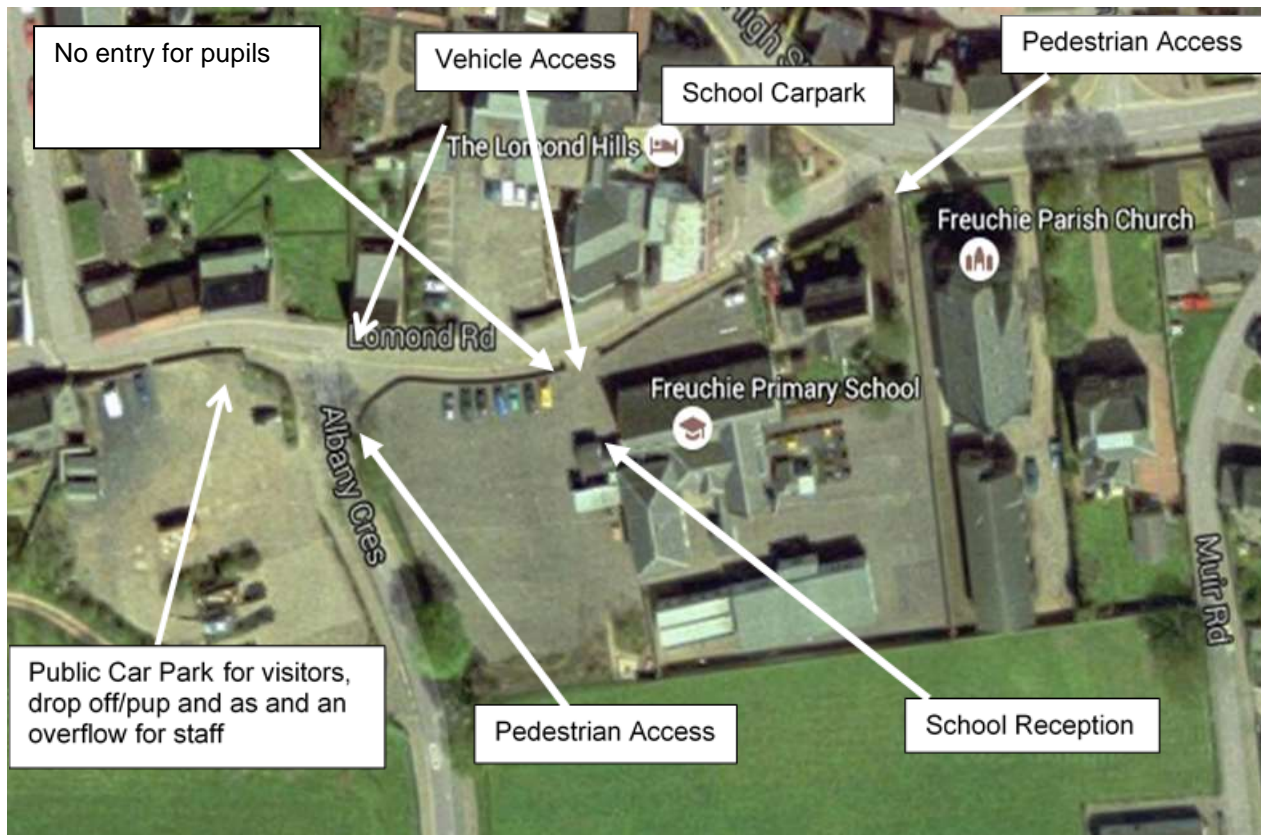 No entry for pupils
Vehicle Access
High S
Pedestrian Access
School Carpark
The Lomond Hills
Freuchie Parish Church
Lomond Rd
Freuchie Primary School
Albany Cres
Muir Rd
Public Car Park for visitors,
drop off/pup and as and an
overflow for staff
Pedestrian Access
School Reception